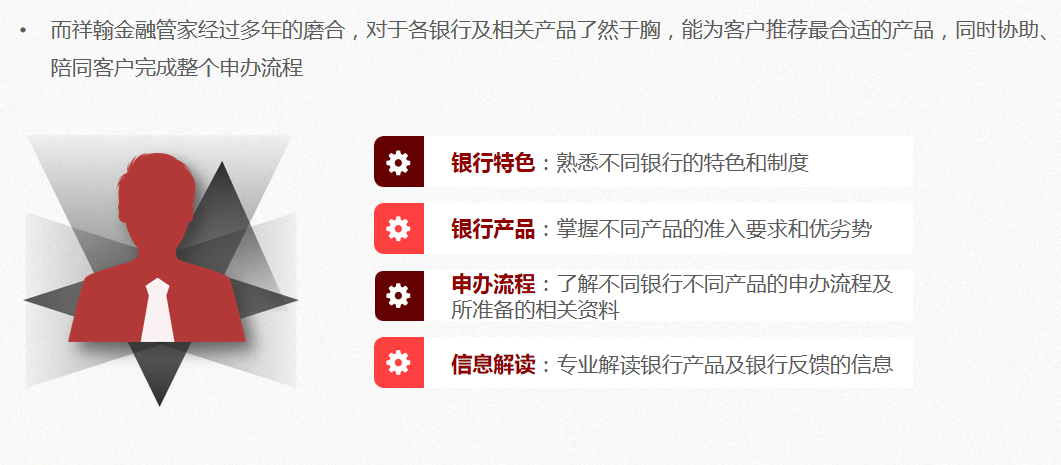 • 而祥翰金融管家经过多年的磨合，对于各银行及相关产品了然于胸，能为客户推荐最合适的产品，同时协助、
陪同客户完成整个申办流程
银行特色：熟悉不同银行的特色和制度
银行产品：掌握不同产品的准入要求和优劣势
申办流程：了解不同银行不同产品的申办流程及
所准备的相关资料
信息解读：专业解读银行产品及银行反馈的信息